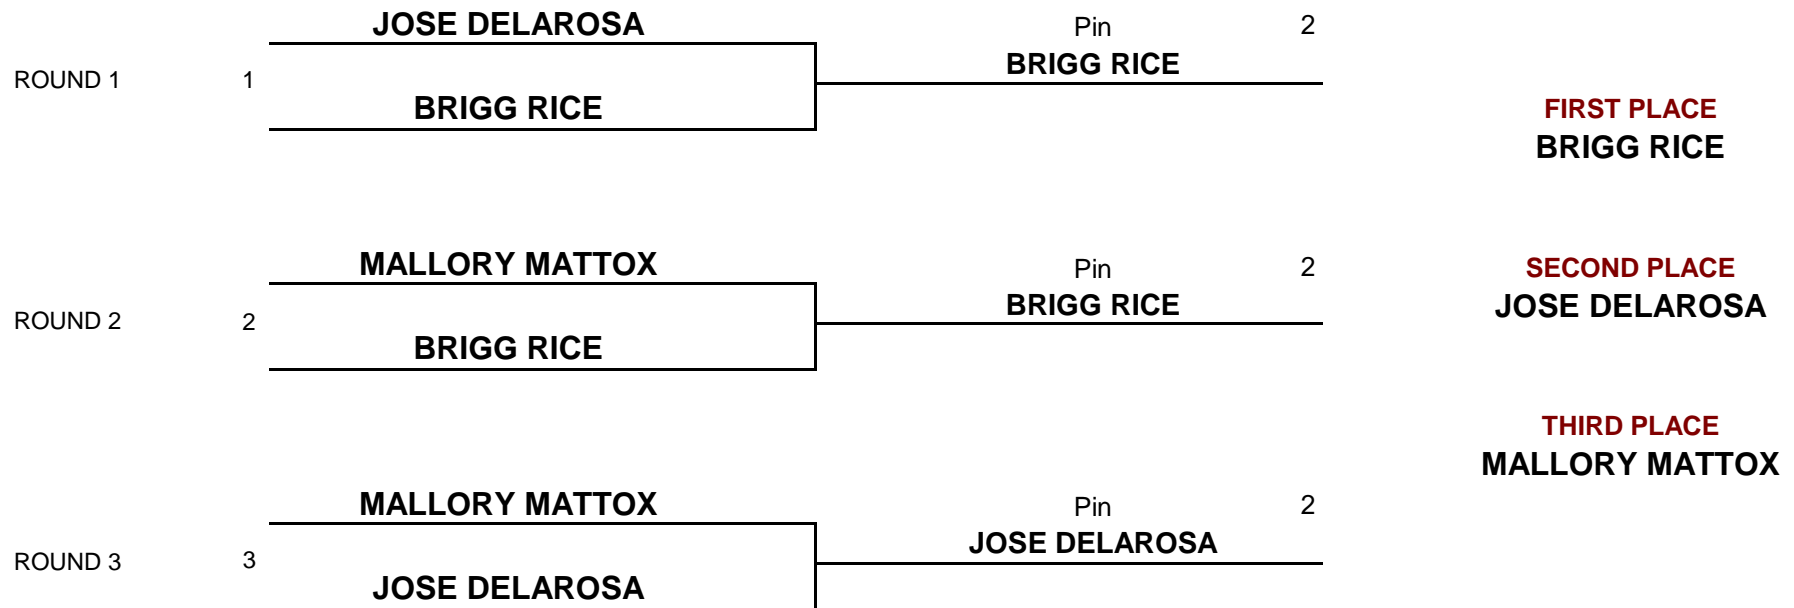 JOSE DELAROSA
Pin 2
BRIGG RICE
ROUND 1 1
BRIGG RICE
FIRST PLACE
BRIGG RICE
MALLORY MATTOX
Pin 2
BRIGG RICE
ROUND 2 2
BRIGG RICE
SECOND PLACE
JOSE DELAROSA
THIRD PLACE
MALLORY MATTOX
MALLORY MATTOX
Pin 2
JOSE DELAROSA
ROUND 3 3
JOSE DELAROSA